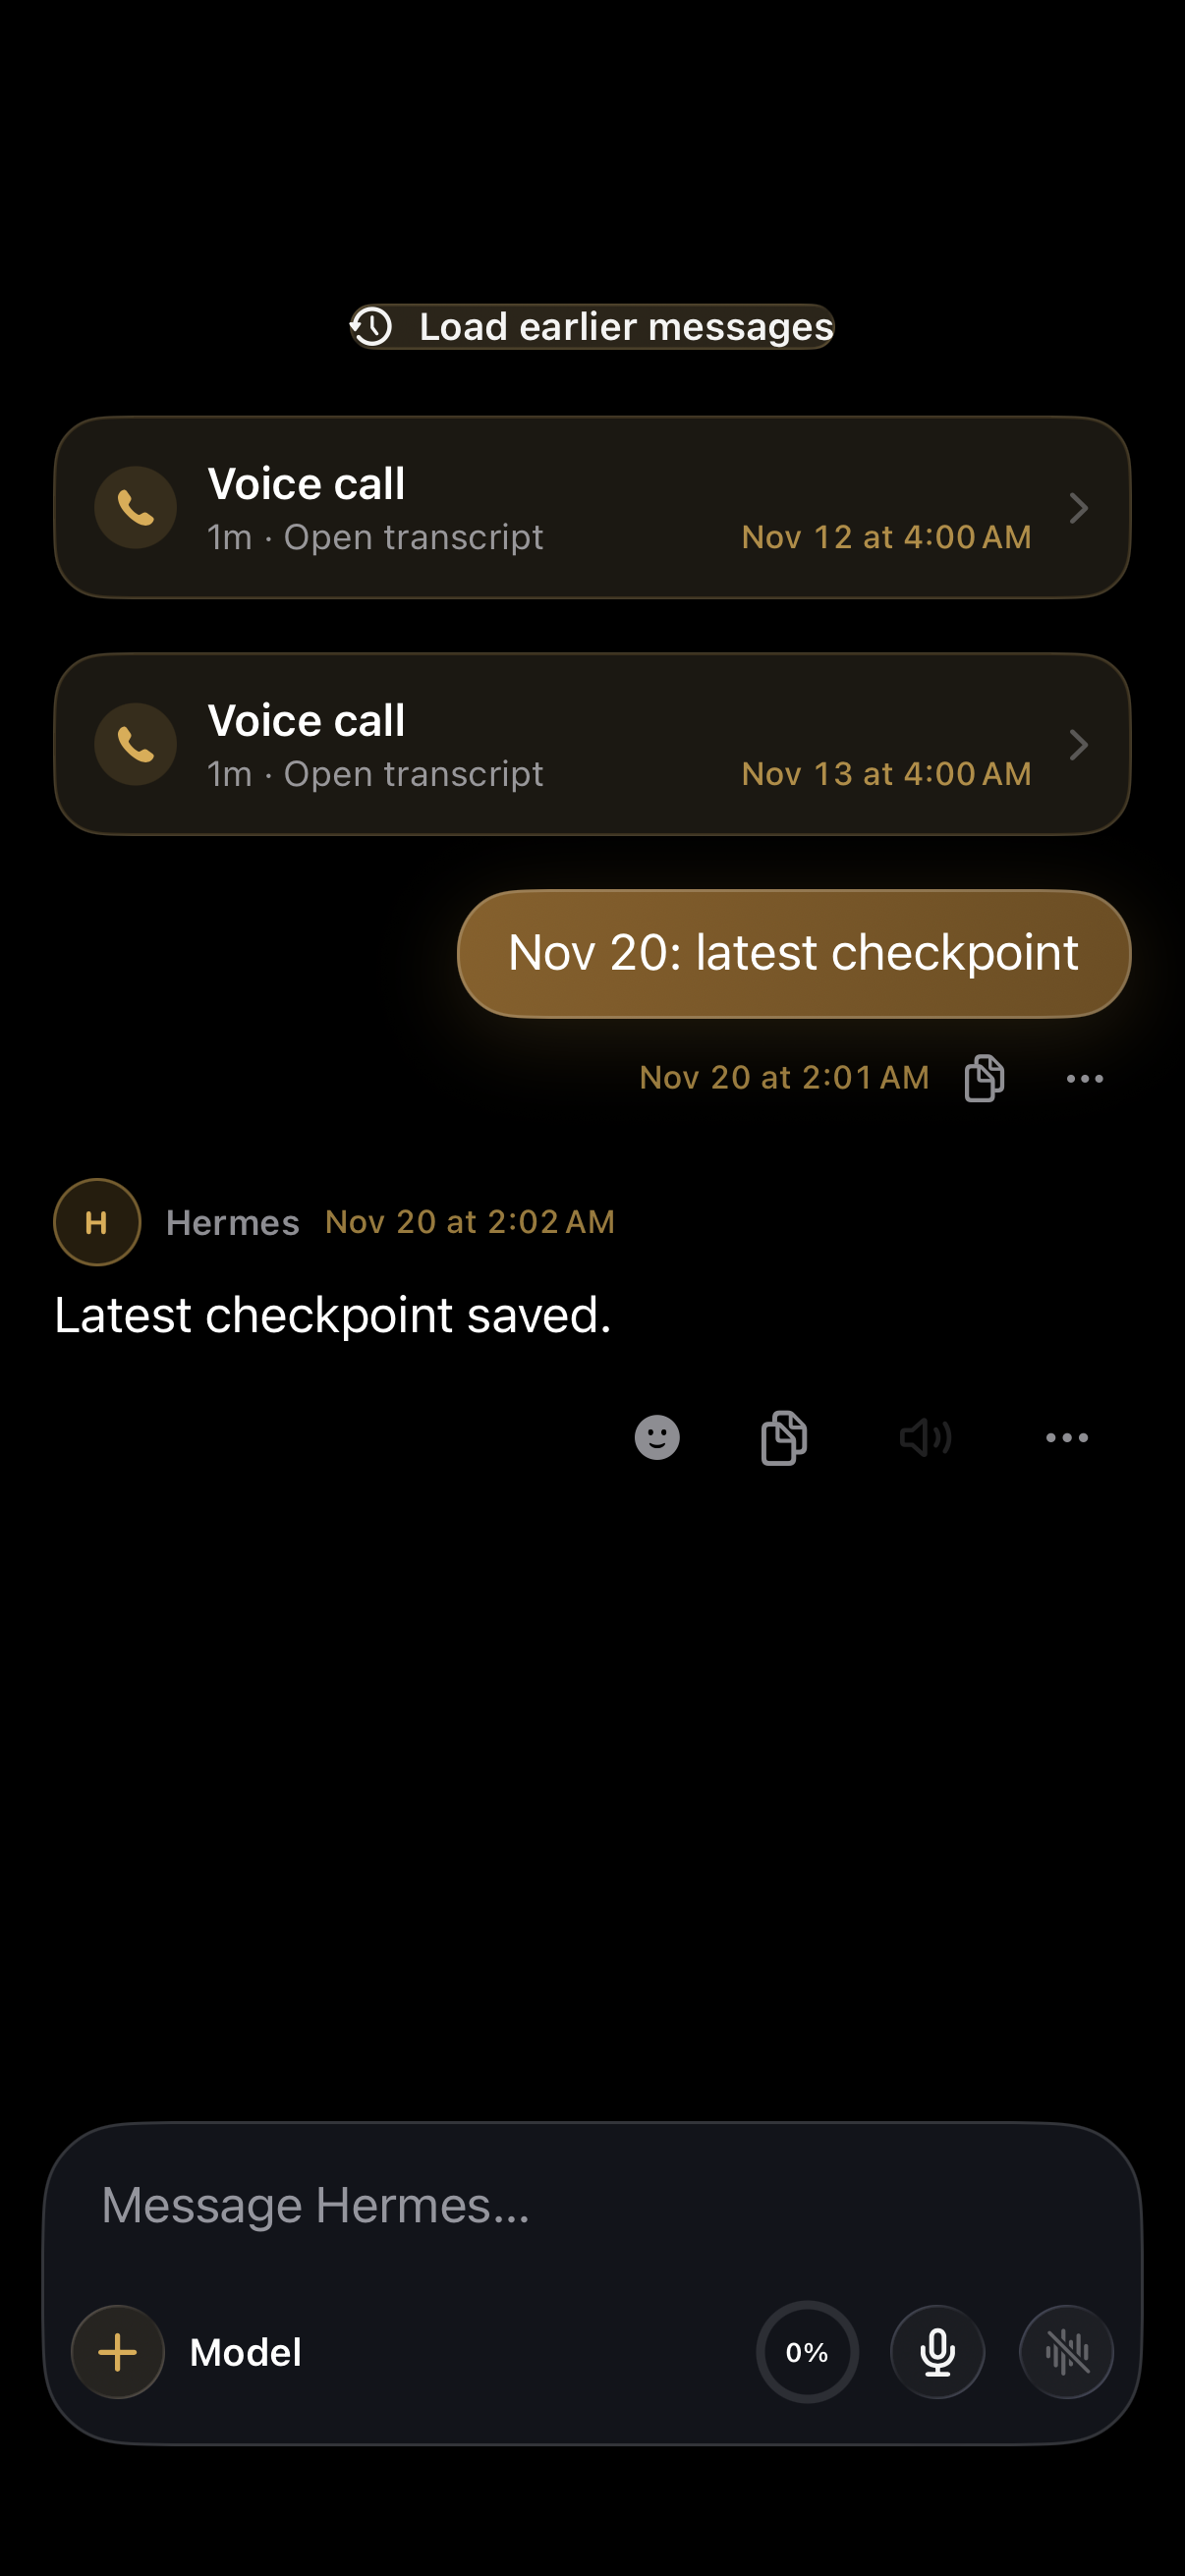 Load earlier messages
Voice call
1m · Open transcript
Nov 12 at 4:00 AM
Voice call
1m · Open transcript
Nov 13 at 4:00 AM
Nov 20: latest checkpoint
Nov 20 at 2:01 AM
H
Hermes Nov 20 at 2:02 AM
Latest checkpoint saved.
Message Hermes...
Model
0%